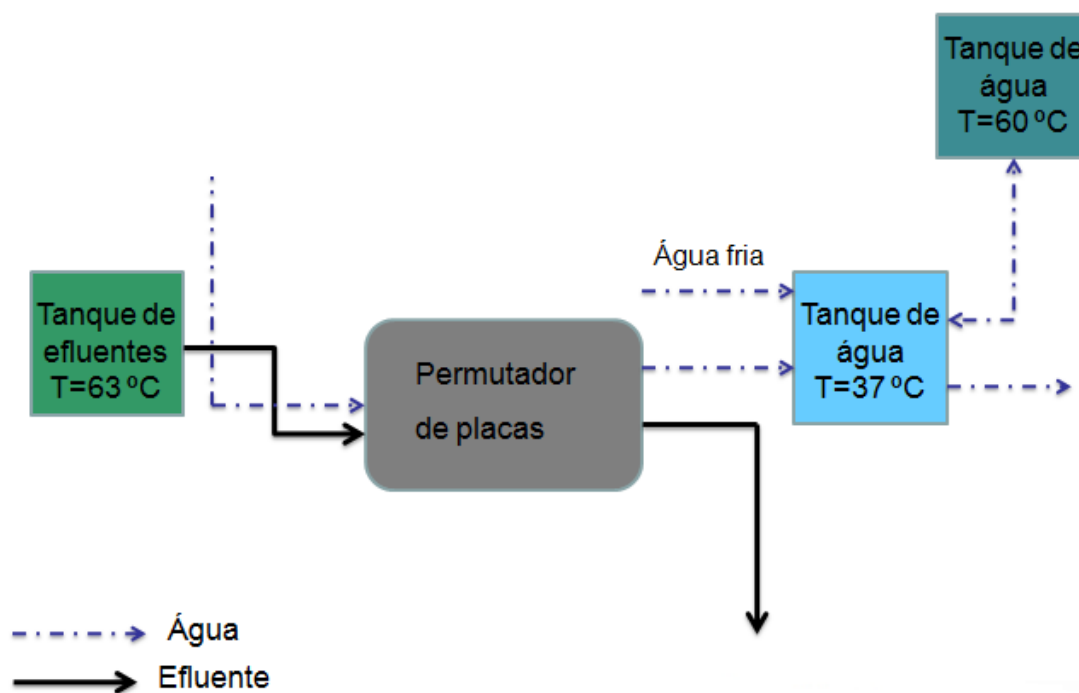 Tanque de
água
T=60 ºC
Água fria
Tanque de
efluentes
T=63 ºC
Permutador
de placas
Tanque de
água
T=37 ºC
Água
Efluente